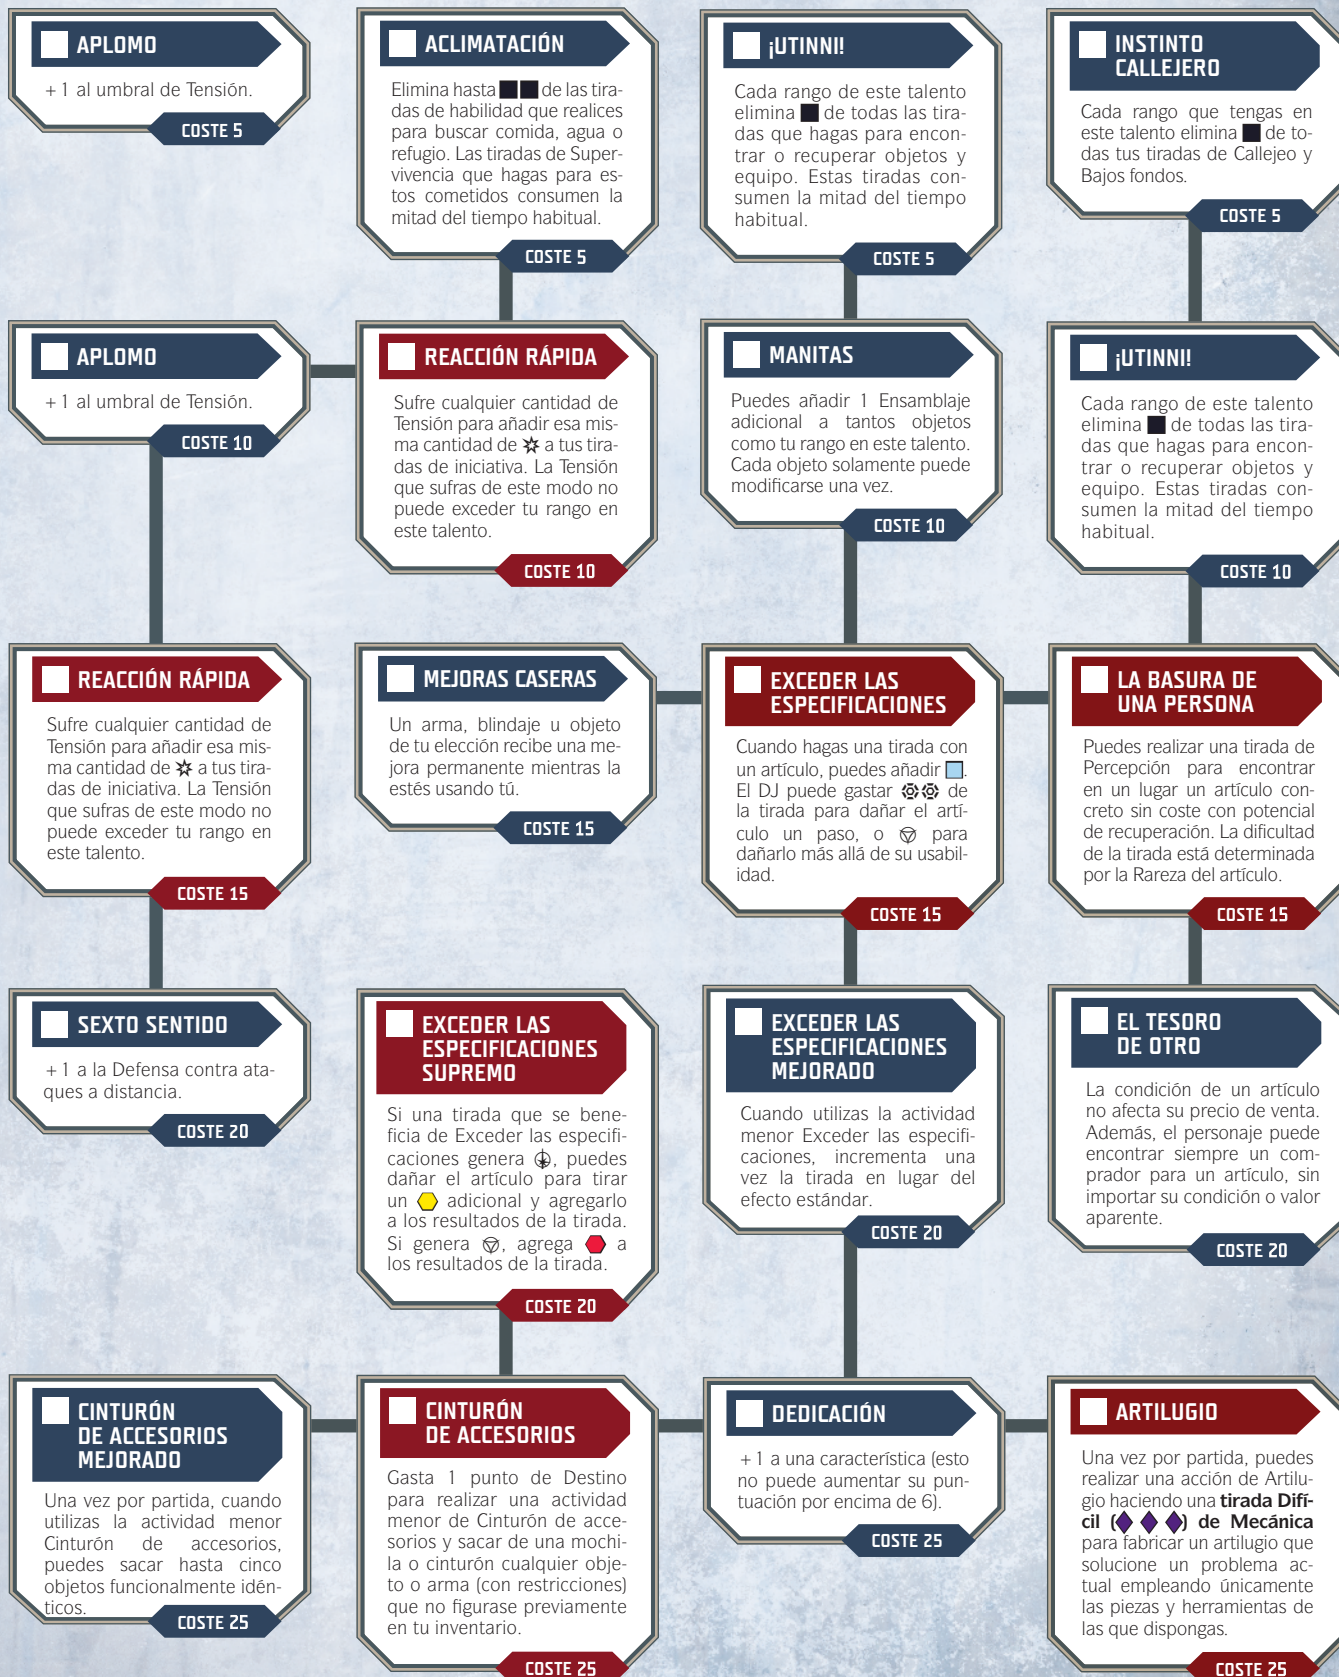 APLOMO
+1 al umbral de Tensión.
COSTE 5
ACLIMATACIÓN
Elimina hasta de las tira-
das de habilidad que realices
para buscar comida, agua o
refugio. Las tiradas de Super-
vivencia que hagas para es-
tos cometidos consumen la
mitad del tiempo habitual.
COSTE 5
¡UTINNI!
Cada rango de este talento
elimina de todas las tira-
das que hagas para encon-
trar o recuperar objetos y
equipo. Estas tiradas con-
sumen la mitad del tiempo
habitual.
COSTE 5
INSTINTO
CALLEJERO
Cada rango que tengas en
este talento elimina de to-
das tus tiradas de Callejeo y
Bajos fondos.
COSTE 5
APLOMO
+1 al umbral de Tensión.
COSTE 10
REACCIÓN RÁPIDA
Sufre cualquier cantidad de
Tensión para añadir esa mis-
ma cantidad de a tus tira-
das de iniciativa. La Tensión
que sufras de este modo no
puede exceder tu rango en
este talento.
COSTE 10
MANITAS
Puedes añadir 1 Ensamblaje
adicional a tantos objetos
como tu rango en este talento.
Cada objeto solamente puede
modificarse una vez.
COSTE 10
¡UTINNI!
Cada rango de este talento
elimina de todas las tira-
das que hagas para encon-
trar o recuperar objetos y
equipo. Estas tiradas con-
sumen la mitad del tiempo
habitual.
COSTE 10
REACCIÓN RÁPIDA
Sufre cualquier cantidad de
Tensión para añadir esa mis-
ma cantidad de a tus tira-
das de iniciativa. La Tensión
que sufras de este modo no
puede exceder tu rango en
este talento.
COSTE 15
MEJORAS CASERAS
Un arma, blindaje u objeto
de tu elección recibe una me-
jora permanente mientras la
estés usando tú.
COSTE 15
EXCEDER LAS
ESPECIFICACIONES
Cuando hagas una tirada con
un artículo, puedes añadir .
El DJ puede gastar de
la tirada para dañar el artí-
culo un paso, o para
dañarlo más allá de su usabil-
idad.
COSTE 15
LA BASURA DE
UNA PERSONA
Puedes realizar una tirada de
Percepción para encontrar
en un lugar un artículo con-
creto sin coste con potencial
de recuperación. La dificultad
de la tirada está determinada
por la Rareza del artículo.
COSTE 15
SEXTO SENTIDO
+1 a la Defensa contra ata-
ques a distancia.
COSTE 20
EXCEDER LAS
ESPECIFICACIONES
SUPREMO
Si una tirada que se bene-
ficia de Exceder las especifi-
caciones genera , puedes
dañar el artículo para tirar
un adicional y agregarlo
a los resultados de la tirada.
Si genera , agrega a
los resultados de la tirada.
COSTE 20
EXCEDER LAS
ESPECIFICACIONES
MEJORADO
Cuando utilizas la actividad
menor Exceder las especifi-
caciones, incrementa una
vez la tirada en lugar del
efecto estándar.
COSTE 20
EL TESORO
DE OTRO
La condición de un artículo
no afecta su precio de venta.
Además, el personaje puede
encontrar siempre un com-
prador para un artículo, sin
importar su condición o valor
aparente.
COSTE 20
CINTURÓN
DE ACCESORIOS
MEJORADO
Una vez por partida, cuando
utilizas la actividad menor
Cinturón de accesorios,
puedes sacar hasta cinco
objetos funcionalmente idén-
ticos.
COSTE 25
CINTURÓN
DE ACCESORIOS
Gasta 1 punto de Destino
para realizar una actividad
menor de Cinturón de acce-
sorios y sacar de una mochi-
la o cinturón cualquier obje-
to o arma (con restricciones)
que no figurase previamente
en tu inventario.
COSTE 25
DEDICACIÓN
+1 a una característica (esto
no puede aumentar su pun-
tuación por encima de 6).
COSTE 25
ARTILUGIO
Una vez por partida, puedes
realizar una acción de Artilu-
gio haciendo una tirada Difí-
cil () de Mecánica
para fabricar un artilugio que
solucione un problema ac-
tual empleando únicamente
las piezas y herramientas de
las que dispongas.
COSTE 25